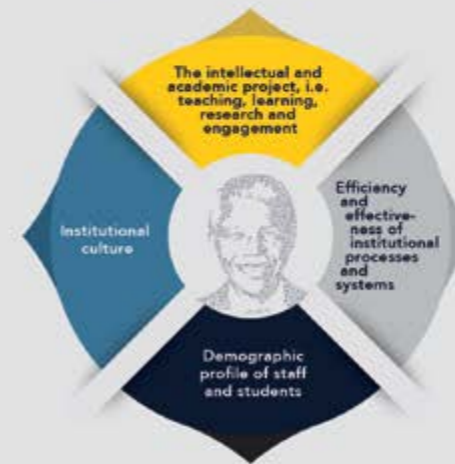 The intellectual and
academic project, i.e.
teaching, learning,
research and
engagement
Institutional
culture
Efficiency
and
effective-
ness of
institutional
processes
and
systems
Demographic
profile of staff
and students